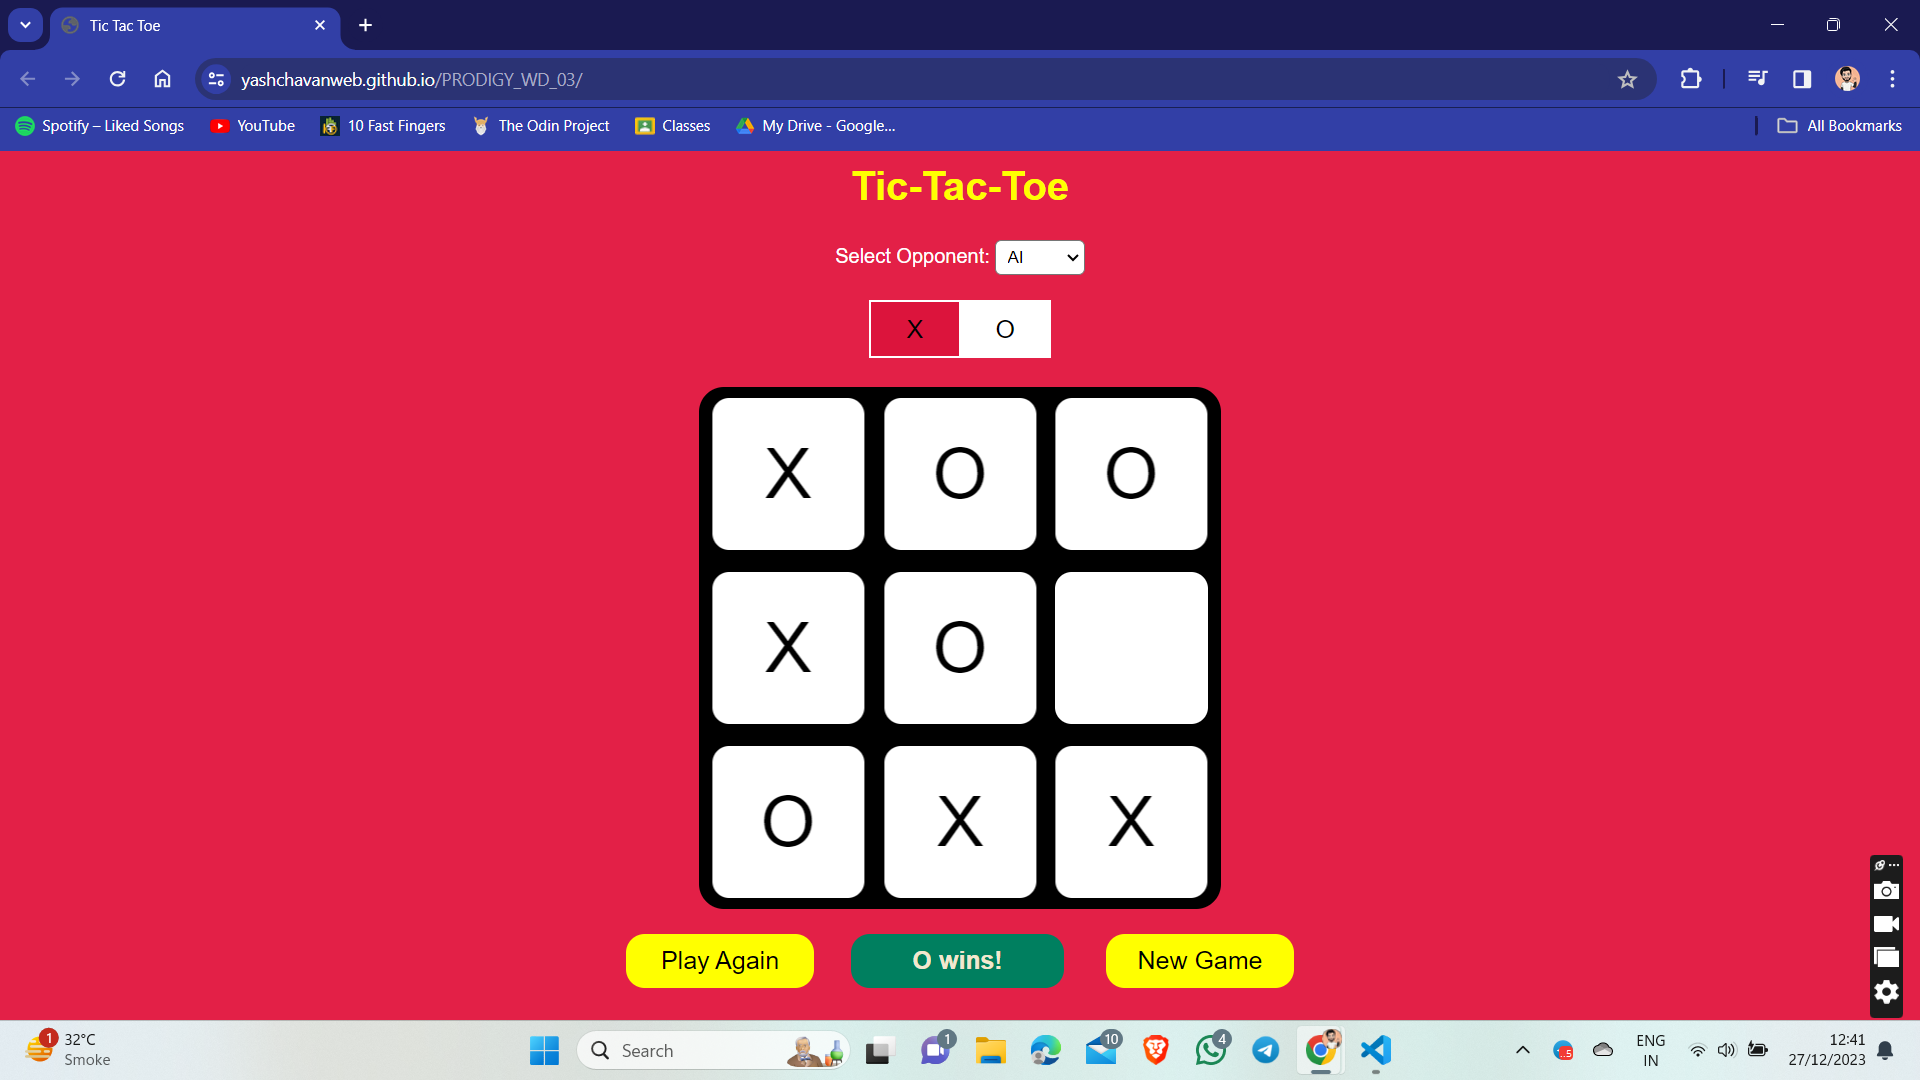 Tic Tac Toe
yashchavanweb.github.io/PRODIGY_WD_03/
Spotify – Liked Songs YouTube 10 Fast Fingers The Odin Project Classes My Drive - Google... All Bookmarks
Tic-Tac-Toe
Select Opponent: AI
X O
X O O
X O
O X X
Play Again O wins! New Game
1 32°C Smoke
Search
1
10
4
..5
ENG
IN
12:41
27/12/2023